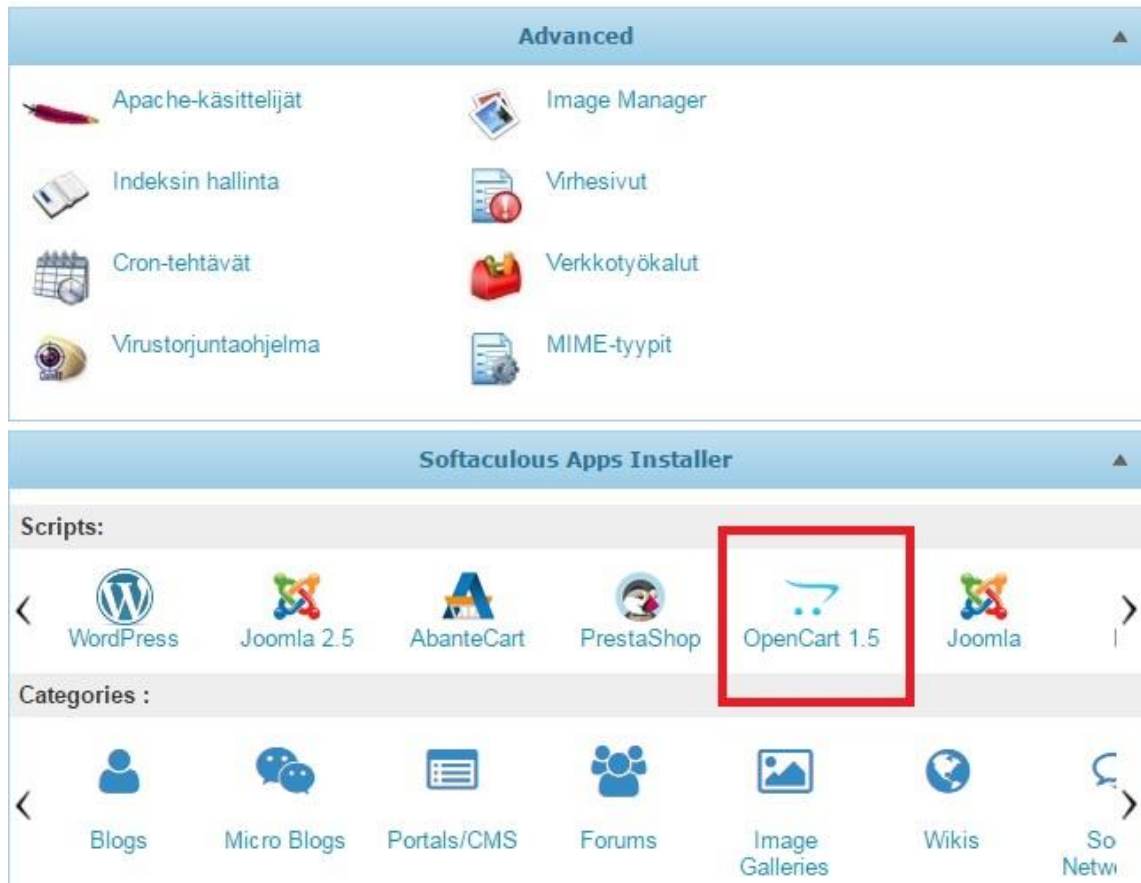 Advanced
Apache-käsittelijät
Image Manager
Indeksin hallinta
Virhesivut
Cron-tehtävät
Verkkotyökalut
Virustorjuntaohjelma
MIME-tyypit
Softaculous Apps Installer
Scripts:
WordPress
Joomla 2.5
AbanteCart
PrestaShop
OpenCart 1.5
Joomla
Categories :
Blogs
Micro Blogs
Portals/CMS
Forums
Image
Galleries
Wikis